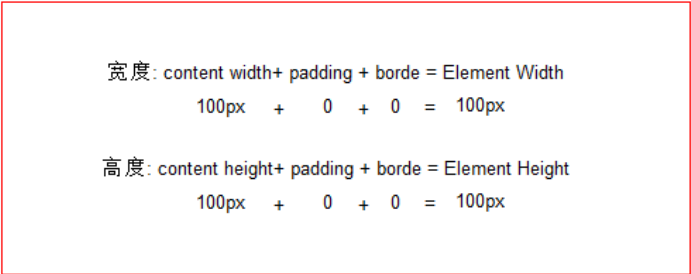 宽度: content width+ padding + borde = Element Width
100px + 0 + 0 = 100px
高度: content height+ padding + borde = Element Height
100px + 0 + 0 = 100px